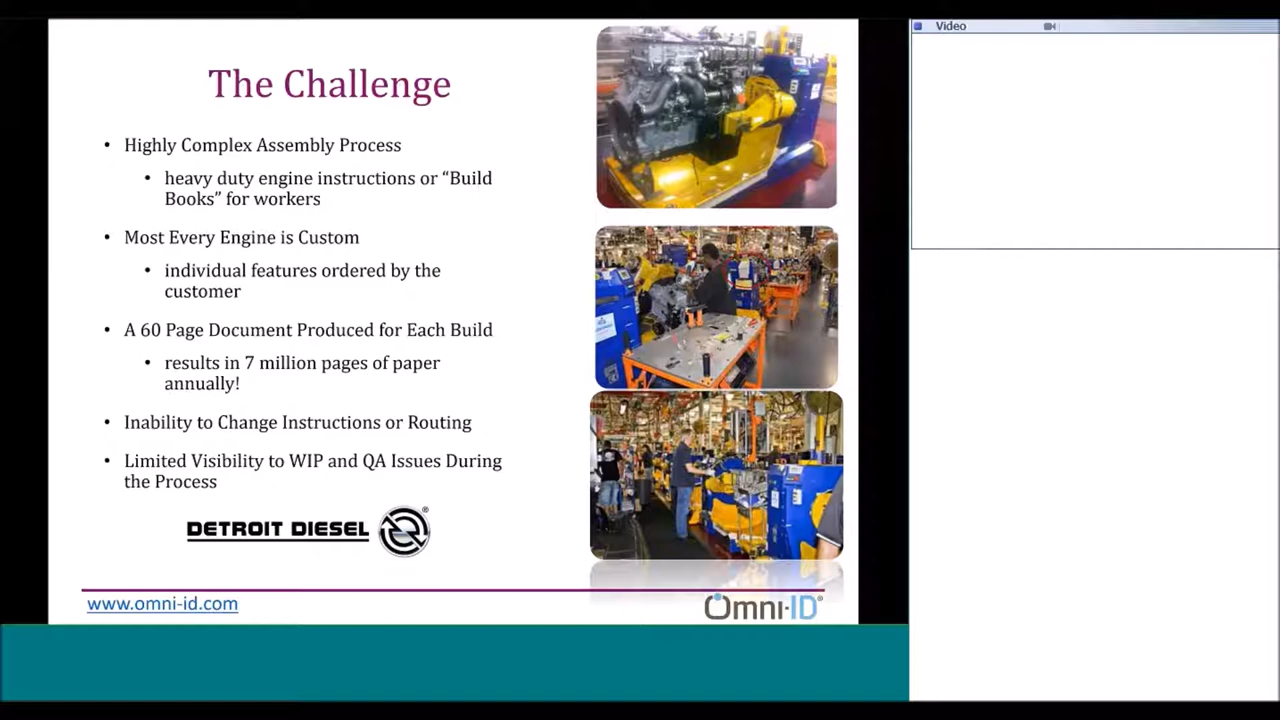 Video
The Challenge
• Highly Complex Assembly Process
• heavy duty engine instructions or “Build
Books” for workers
• Most Every Engine is Custom
• individual features ordered by the
customer
• A 60 Page Document Produced for Each Build
• results in 7 million pages of paper
annually!
• Inability to Change Instructions or Routing
• Limited Visibility to WIP and QA Issues During
the Process
DETROIT DIESEL ®
www.omni-id.com
Omni-ID®